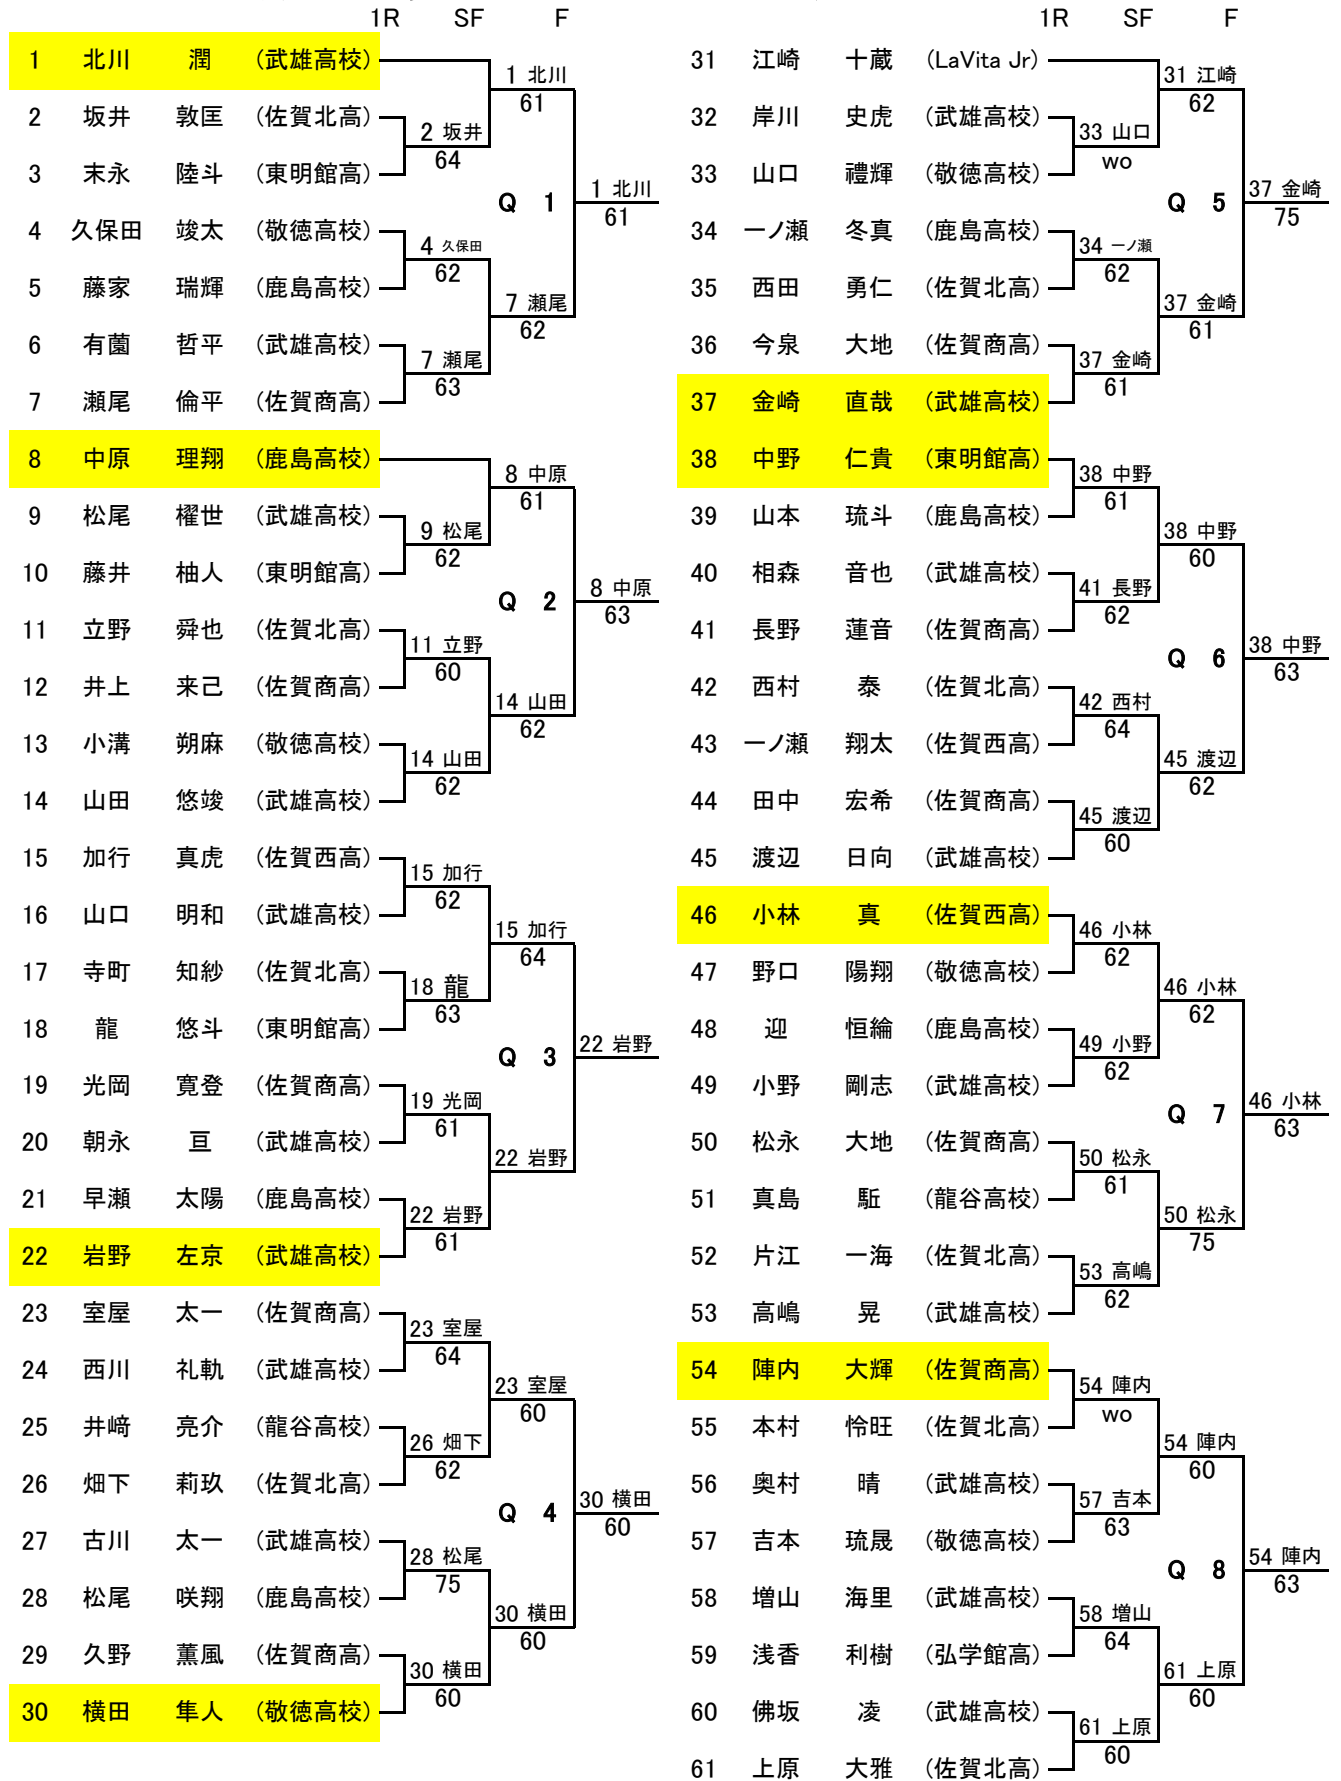 1R SF F
1 北川 潤 (武雄高校)
1 北川
61
2 坂井 敦匡 (佐賀北高)
2 坂井
64
3 末永 陸斗 (東明館高)
Q 1
1 北川
61
4 久保田 竣太 (敬徳高校)
4 久保田
62
5 藤家 瑞輝 (鹿島高校)
7 瀬尾
62
6 有薗 哲平 (武雄高校)
7 瀬尾
63
7 瀬尾 倫平 (佐賀商高)
8 中原 理翔 (鹿島高校)
8 中原
61
9 松尾 櫂世 (武雄高校)
9 松尾
62
10 藤井 柚人 (東明館高)
Q 2
8 中原
63
11 立野 舜也 (佐賀北高)
11 立野
60
12 井上 来己 (佐賀商高)
14 山田
62
13 小溝 朔麻 (敬徳高校)
14 山田
62
14 山田 悠竣 (武雄高校)
15 加行 真虎 (佐賀西高)
15 加行
62
16 山口 明和 (武雄高校)
15 加行
64
17 寺町 知紗 (佐賀北高)
18 龍
63
18 龍 悠斗 (東明館高)
Q 3
22 岩野
19 光岡 寛登 (佐賀商高)
19 光岡
61
20 朝永 亘 (武雄高校)
22 岩野
21 早瀬 太陽 (鹿島高校)
22 岩野
61
22 岩野 左京 (武雄高校)
23 室屋 太一 (佐賀商高)
23 室屋
64
24 西川 礼軌 (武雄高校)
23 室屋
60
25 井﨑 亮介 (龍谷高校)
26 畑下
62
26 畑下 莉玖 (佐賀北高)
Q 4
30 横田
60
27 古川 太一 (武雄高校)
28 松尾
75
28 松尾 咲翔 (鹿島高校)
30 横田
60
29 久野 薫風 (佐賀商高)
30 横田
60
30 横田 隼人 (敬徳高校)
1R SF F
31 江崎 十蔵 (LaVita Jr)
31 江崎
62
32 岸川 史虎 (武雄高校)
33 山口
wo
33 山口 禮輝 (敬徳高校)
Q 5
37 金崎
75
34 一ノ瀬 冬真 (鹿島高校)
34 一ノ瀬
62
35 西田 勇仁 (佐賀北高)
37 金崎
61
36 今泉 大地 (佐賀商高)
37 金崎
61
37 金崎 直哉 (武雄高校)
38 中野 仁貴 (東明館高)
38 中野
61
39 山本 琉斗 (鹿島高校)
38 中野
60
40 相森 音也 (武雄高校)
41 長野
62
41 長野 蓮音 (佐賀商高)
Q 6
38 中野
63
42 西村 泰 (佐賀北高)
42 西村
64
43 一ノ瀬 翔太 (佐賀西高)
45 渡辺
62
44 田中 宏希 (佐賀商高)
45 渡辺
60
45 渡辺 日向 (武雄高校)
46 小林 真 (佐賀西高)
46 小林
62
47 野口 陽翔 (敬徳高校)
46 小林
62
48 迎 恒綸 (鹿島高校)
49 小野
62
49 小野 剛志 (武雄高校)
Q 7
46 小林
63
50 松永 大地 (佐賀商高)
50 松永
61
51 真島 駈 (龍谷高校)
50 松永
75
52 片江 一海 (佐賀北高)
53 高嶋
62
53 高嶋 晃 (武雄高校)
54 陣内 大輝 (佐賀商高)
54 陣内
wo
55 本村 怜旺 (佐賀北高)
54 陣内
60
56 奥村 晴 (武雄高校)
57 吉本
63
57 吉本 琉晟 (敬徳高校)
Q 8
54 陣内
63
58 増山 海里 (武雄高校)
58 増山
64
59 浅香 利樹 (弘学館高)
61 上原
60
60 佛坂 凌 (武雄高校)
61 上原
60
61 上原 大雅 (佐賀北高)